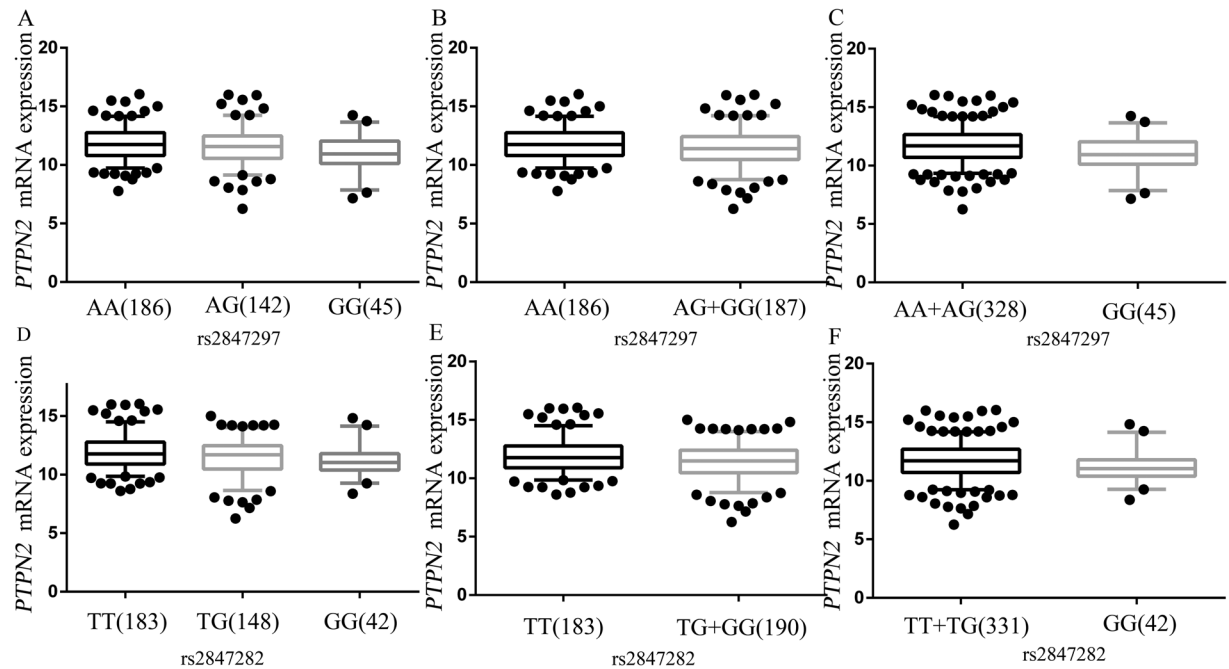 A
PTPN2 mRNA expression
20
15
10
5
0
AA(186) AG(142) GG(45)
rs2847297
B
PTPN2 mRNA expression
20
15
10
5
0
AA(186) AG+GG(187)
rs2847297
C
PTPN2 mRNA expression
20
15
10
5
0
AA+AG(328) GG(45)
rs2847297
D
PTPN2 mRNA expression
15
10
5
0
TT(183) TG(148) GG(42)
rs2847282
E
PTPN2 mRNA expression
20
15
10
5
0
TT(183) TG+GG(190)
rs2847282
F
PTPN2 mRNA expression
20
15
10
5
0
TT+TG(331) GG(42)
rs2847282